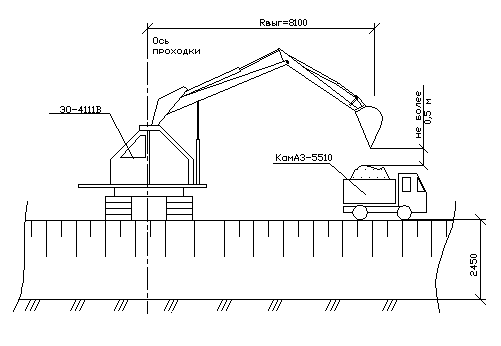 Rвыг=8100
Ось
проходки
ЭО-4111В
не более
0,5 м
КамАЗ-5510
2450